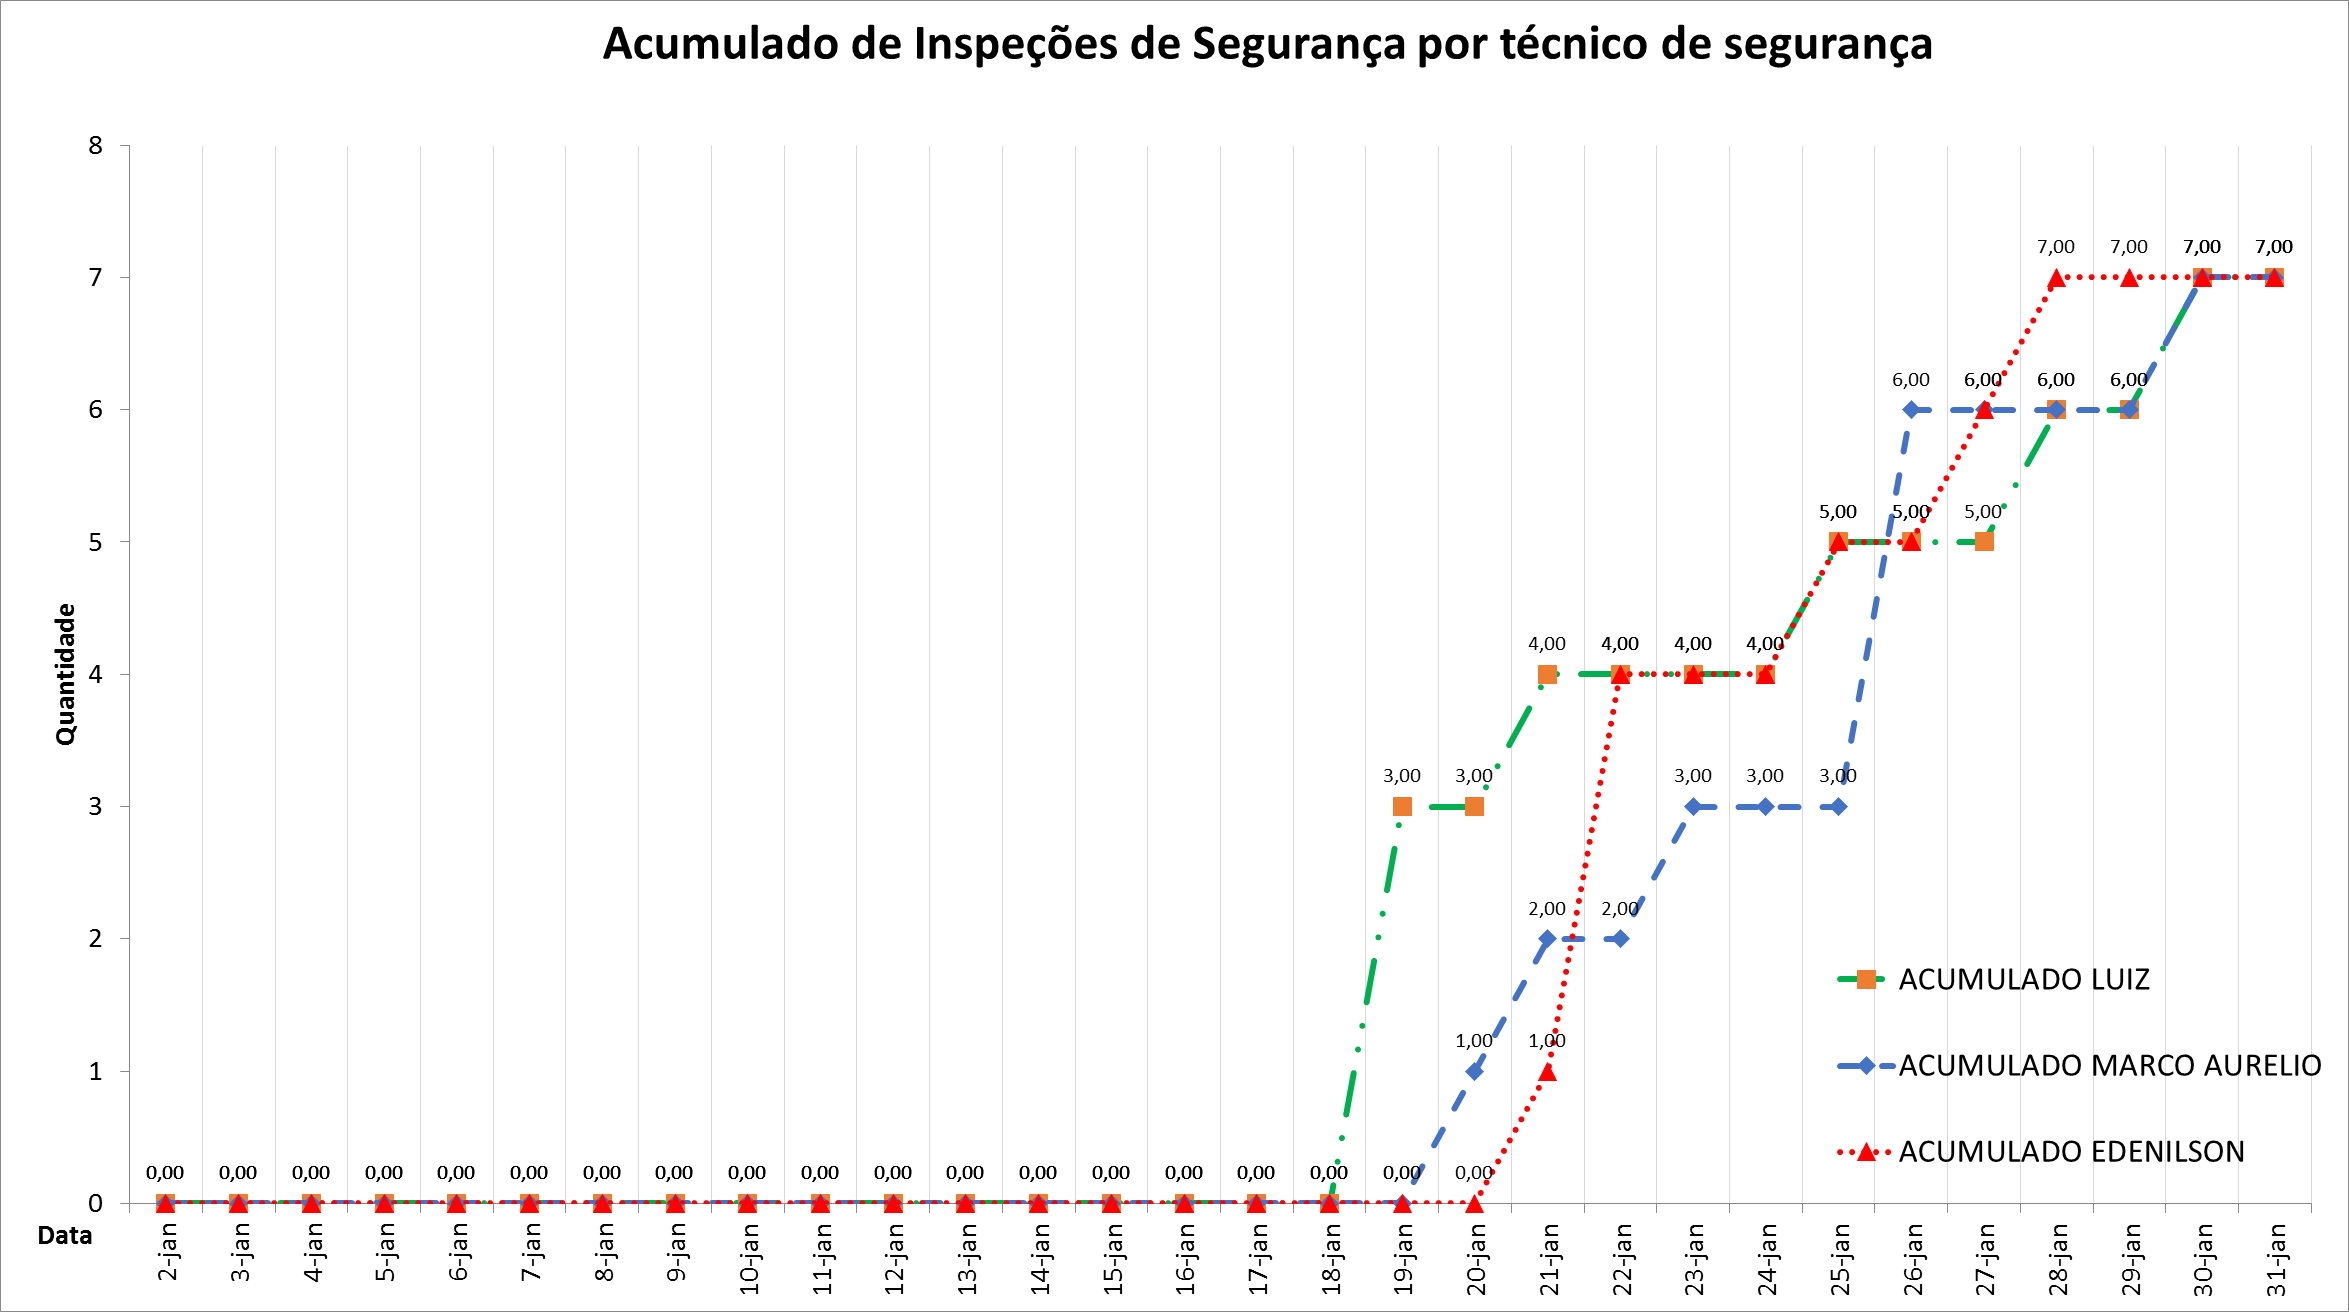 Acumulado de Inspeções de Segurança por técnico de segurança
8
7
6
5
4
3
2
1
0
Quantidade
Data
7,00 7,00 7,00 7,00
6,00 6,00 6,00 6,00
5,00 5,00 5,00
4,00 4,00 4,00 4,00
3,00 3,00 3,00 3,00 3,00
2,00 2,00
1,00 1,00
0,00 0,00 0,00 0,00 0,00 0,00 0,00 0,00 0,00 0,00 0,00 0,00 0,00 0,00 0,00 0,00 0,00 0,00 0,00
ACUMULADO LUIZ
ACUMULADO MARCO AURELIO
ACUMULADO EDENILSON
2-jan
3-jan
4-jan
5-jan
6-jan
7-jan
8-jan
9-jan
10-jan
11-jan
12-jan
13-jan
14-jan
15-jan
16-jan
17-jan
18-jan
19-jan
20-jan
21-jan
22-jan
23-jan
24-jan
25-jan
26-jan
27-jan
28-jan
29-jan
30-jan
31-jan